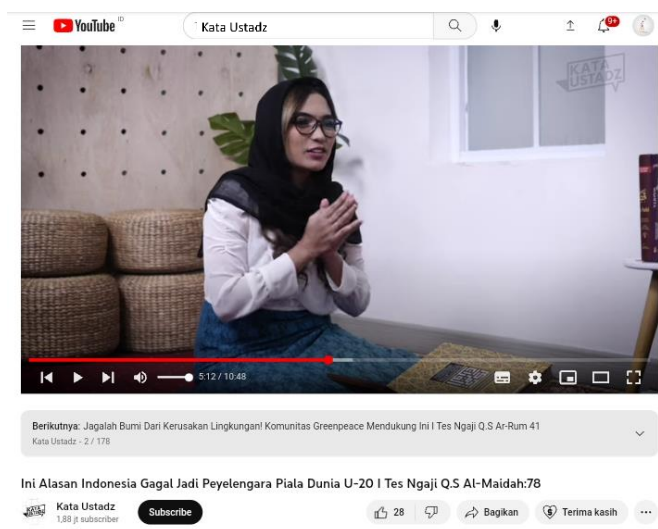 YouTube ID
Kata Ustadz
9+
KATA
USTADZ
5:12 / 10:48
Berikutnya: Jagalah Bumi Dari Kerusakan Lingkungan! Komunitas Greenpeace Mendukung Ini I Tes Ngaji Q.S Ar-Rum 41
Kata Ustadz - 2 / 178
Ini Alasan Indonesia Gagal Jadi Peyelengara Piala Dunia U-20 I Tes Ngaji Q.S Al-Maidah:78
Kata Ustadz
1,88 jt subscriber
Subscribe
28
Bagikan
Terima kasih